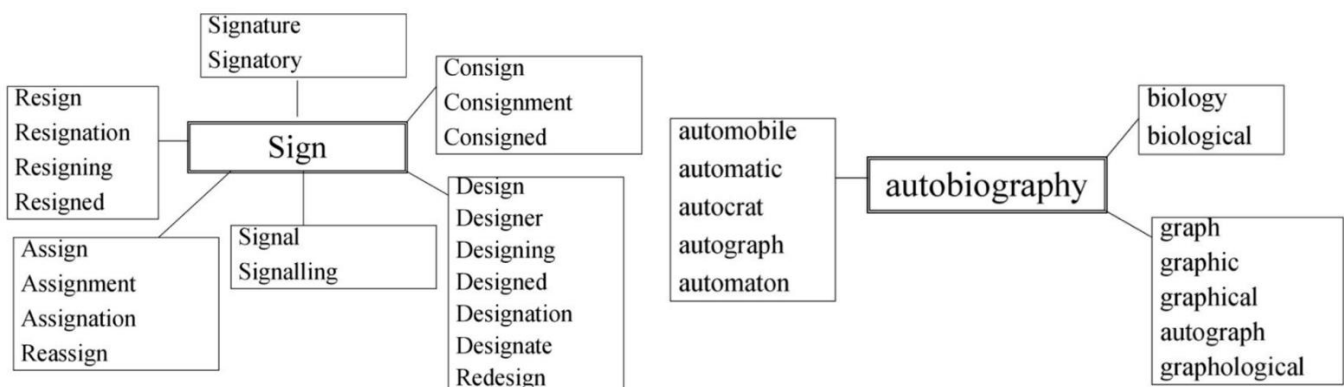 Signature
Signatory
Consign
Consignment
Consigned
Resign
Resignation
Resigning
Resigned
Sign
Assign
Assignment
Assignation
Reassign
Signal
Signalling
Design
Designer
Designing
Designed
Designation
Designate
Redesign
automobile
automatic
autocrat
autograph
automaton
autobiography
biology
biological
graph
graphic
graphical
autograph
graphological